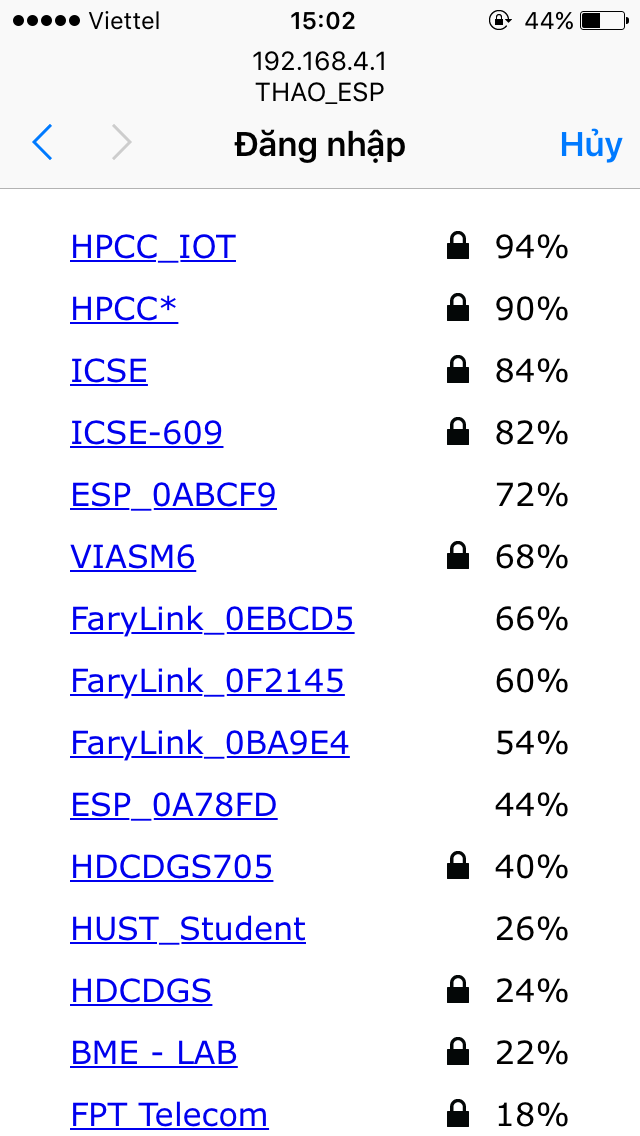 Viettel 15:02 44%
192.168.4.1
THAO_ESP
Đăng nhập Hủy
HPCC_IOT 94%
HPCC* 90%
ICSE 84%
ICSE-609 82%
ESP_0ABCF9 72%
VIASM6 68%
FaryLink_0EBCD5 66%
FaryLink_0F2145 60%
FaryLink_0BA9E4 54%
ESP_0A78FD 44%
HDCDGS705 40%
HUST_Student 26%
HDCDGS 24%
BME - LAB 22%
FPT Telecom 18%